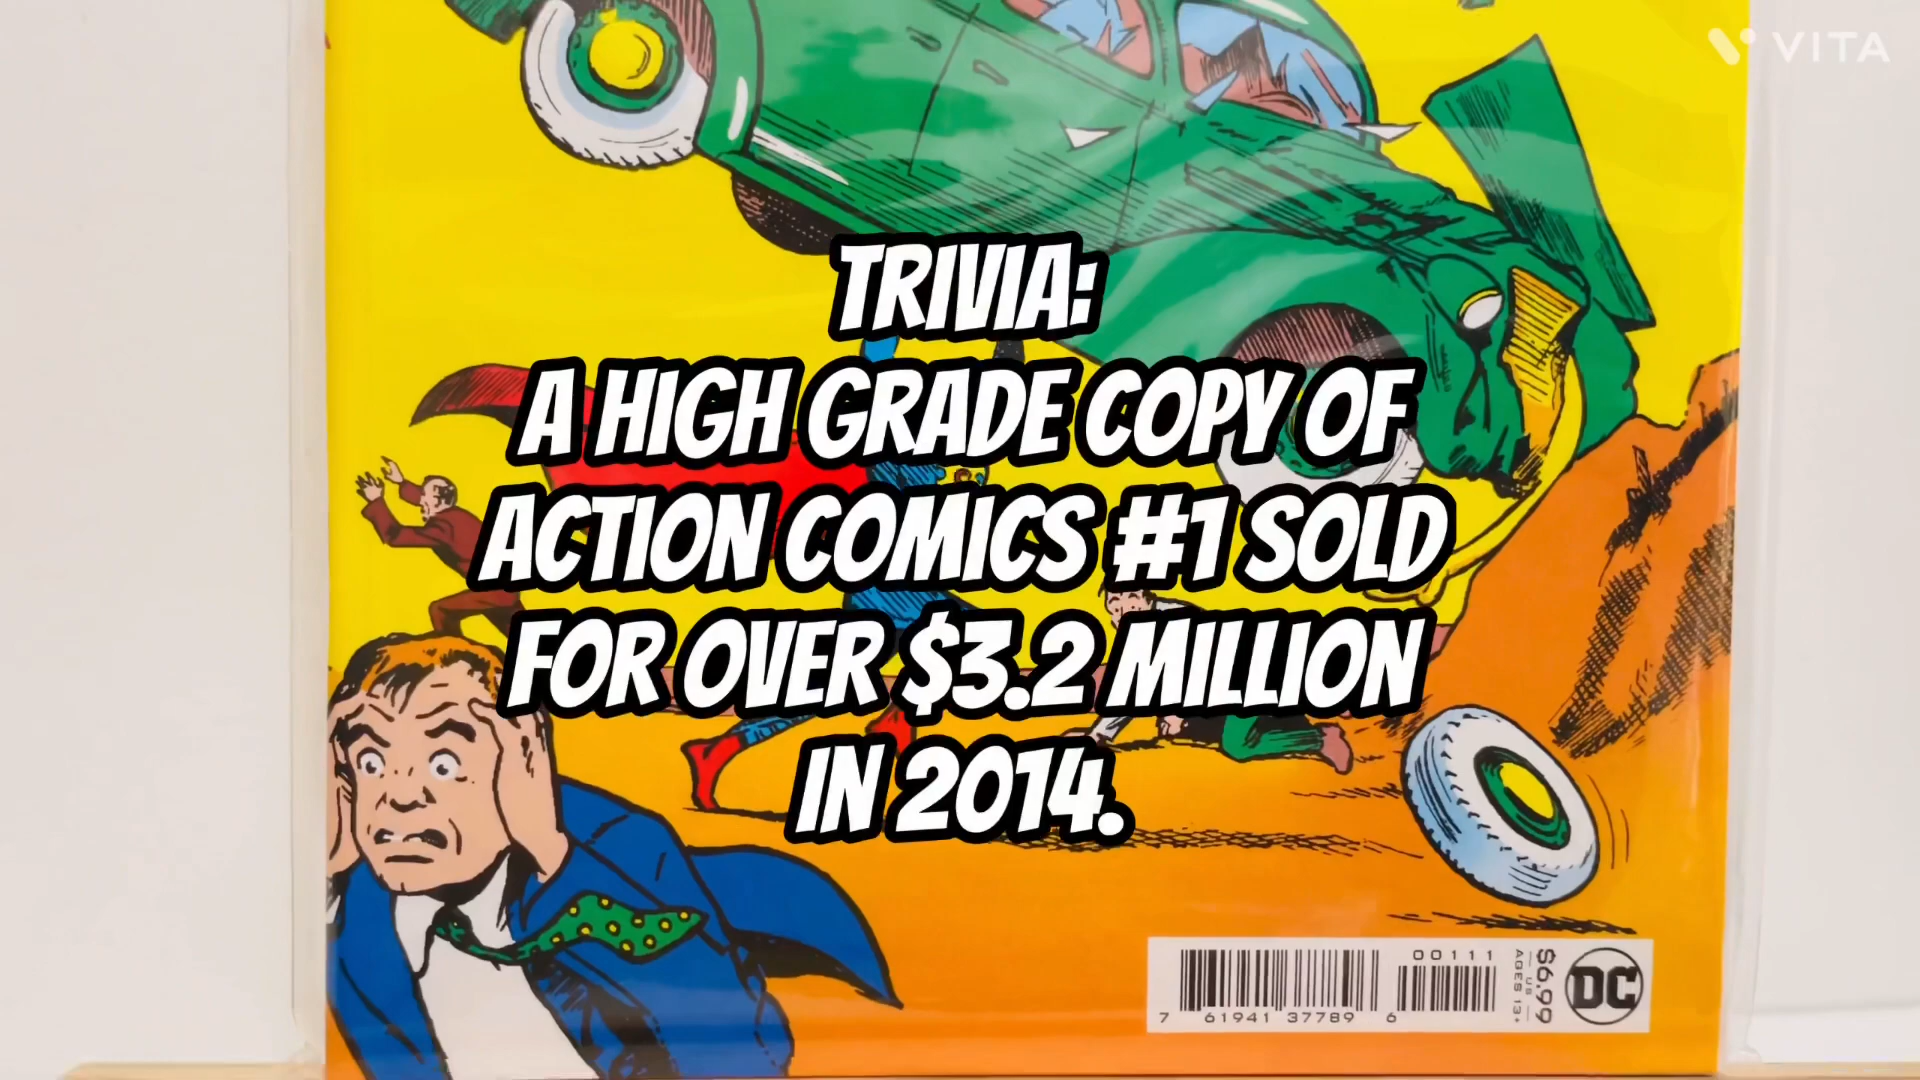 VITA
TRIVIA:
A HIGH GRADE COPY OF
ACTION COMICS #1 SOLD
FOR OVER $3.2 MILLION
IN 2014.
00111
7 61941 37789 6
$6.99
US
AGES 13+
DC